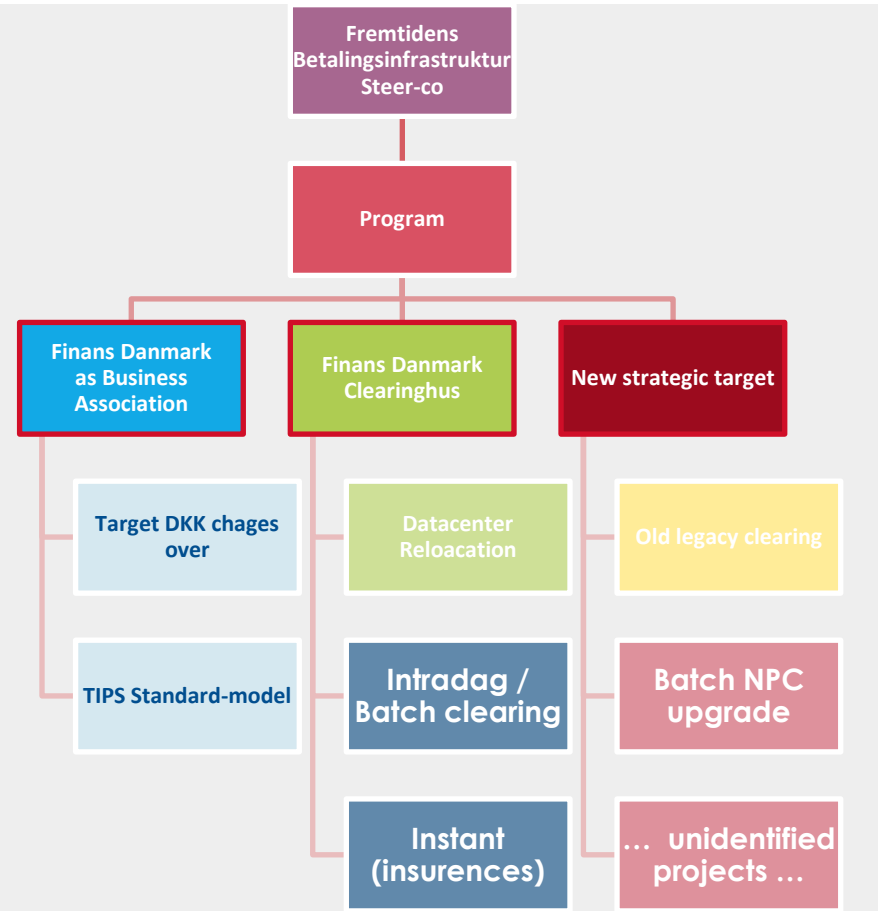 Fremtidens
Betalingsinfrastruktur
Steer-co
Program
Finans Danmark
as Business
Association
Finans Danmark
Clearinghus
New strategic target
Target DKK chages
over
Datacenter
Reloacation
Old legacy clearing
TIPS Standard-model
Intradag /
Batch clearing
Batch NPC
upgrade
Instant
(insurences)
... unidentified
projects ...